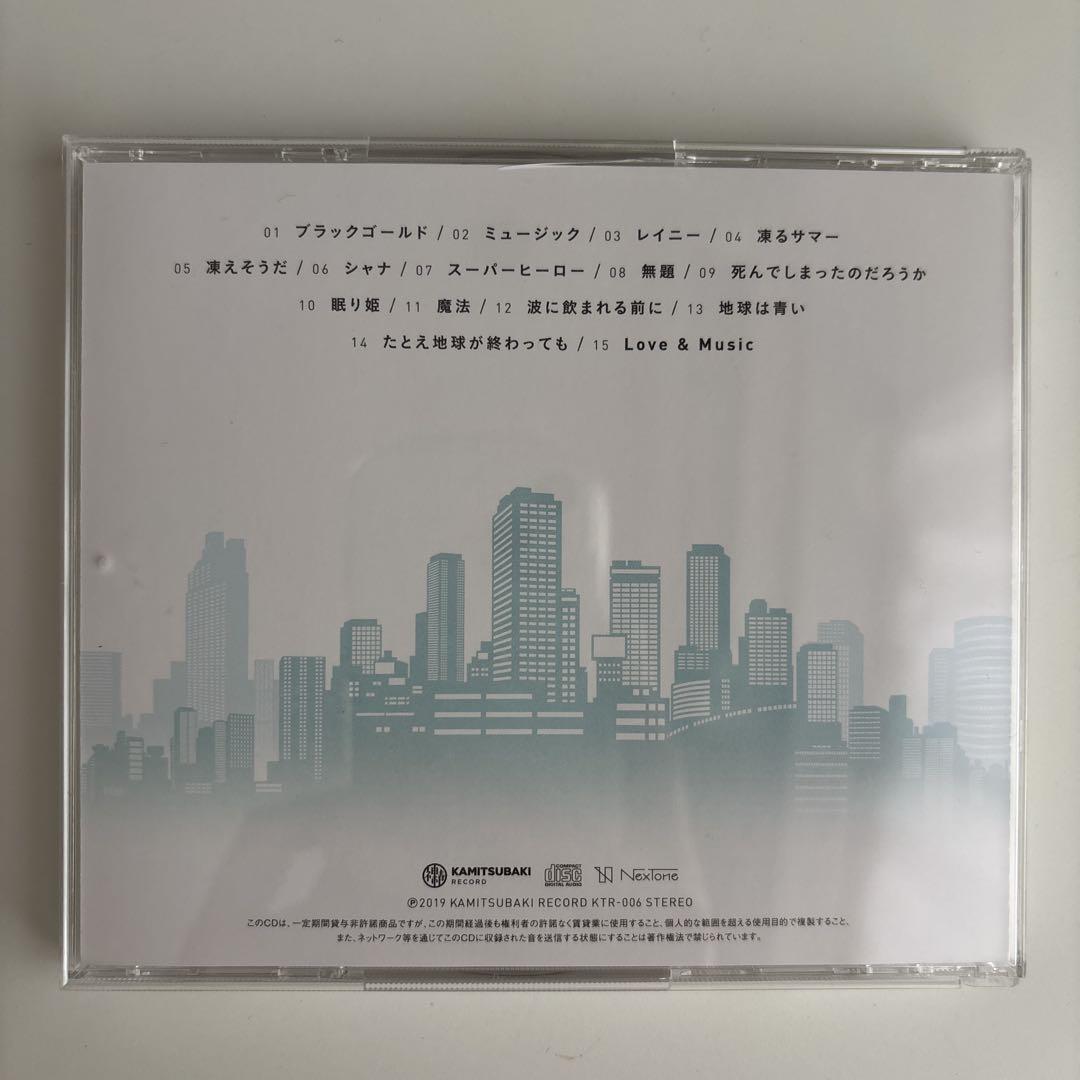 01 ブラックゴールド / 02 ミュージック / 03 レイニー / 04 凍るサマー
05 凍えそうだ / 06 シャナ / 07 スーパーヒーロー / 08 無題 / 09 死んでしまったのだろうか
10 眠り姫 / 11 魔法 / 12 波に飲まれる前に / 13 地球は青い
14 たとえ地球が終わっても / 15 Love & Music
KAMITSUBAKI RECORD COMPACT disc DIGITAL AUDIO NexTone
℗2019 KAMITSUBAKI RECORD KTR-006 STEREO
このCDは、一定期間貸与非許諾商品ですが、この期間経過後も権利者の許諾なく賃貸業に使用すること、個人的な範囲を超える使用目的で複製すること、
また、ネットワーク等を通じてこのCDに収録された音を送信する状態にすることは著作権法で禁じられています。